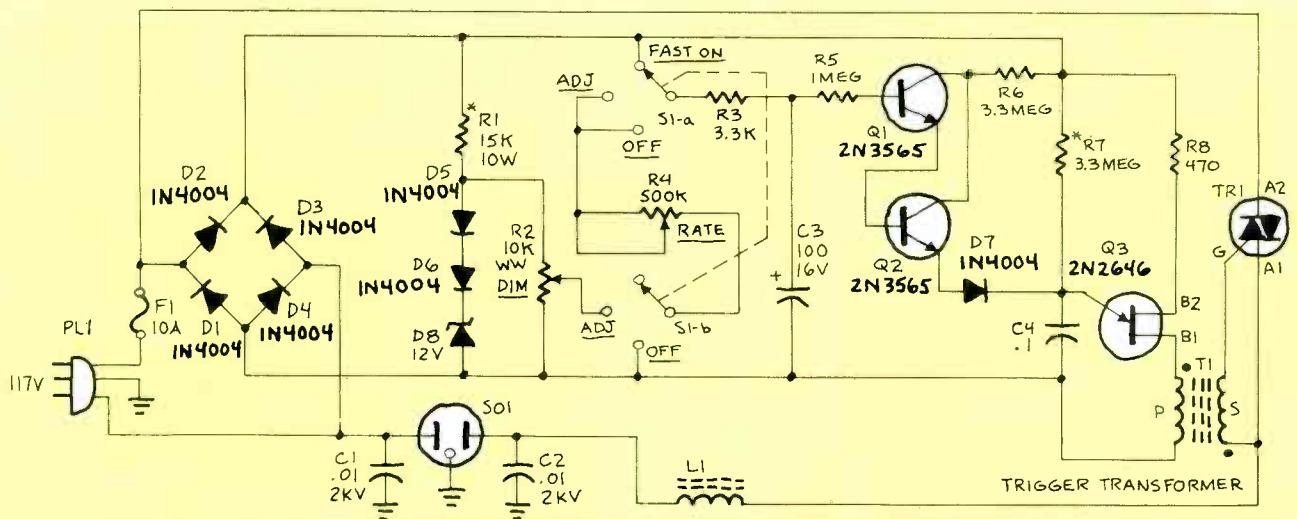 FAST ON
ADJ
S1-a
R3
3.3K
OFF
R5
1MEG
Q1
2N3565
R6
3.3MEG
*R7
3.3MEG
R8
470
TR1
A2
G
A1
*
R1
15K
10W
D2
1N4004
D3
1N4004
D5
1N4004
D6
1N4004
D8
12V
R2
10K
WW
DIM
R4
500K
RATE
ADJ
S1-b
OFF
C3
100
16V
+
Q2
2N3565
D7
1N4004
Q3
2N2646
B2
B1
C4
.1
T1
P
S
TRIGGER TRANSFORMER
F1
10A
D1
1N4004
D4
1N4004
PL1
117V
SO1
C1
.01
2KV
C2
.01
2KV
L1